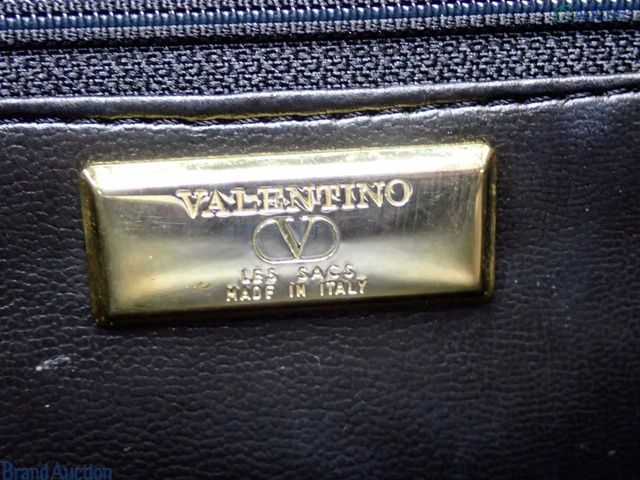 VALENTINO
V
LES SACS
MADE IN ITALY
Brand Auction